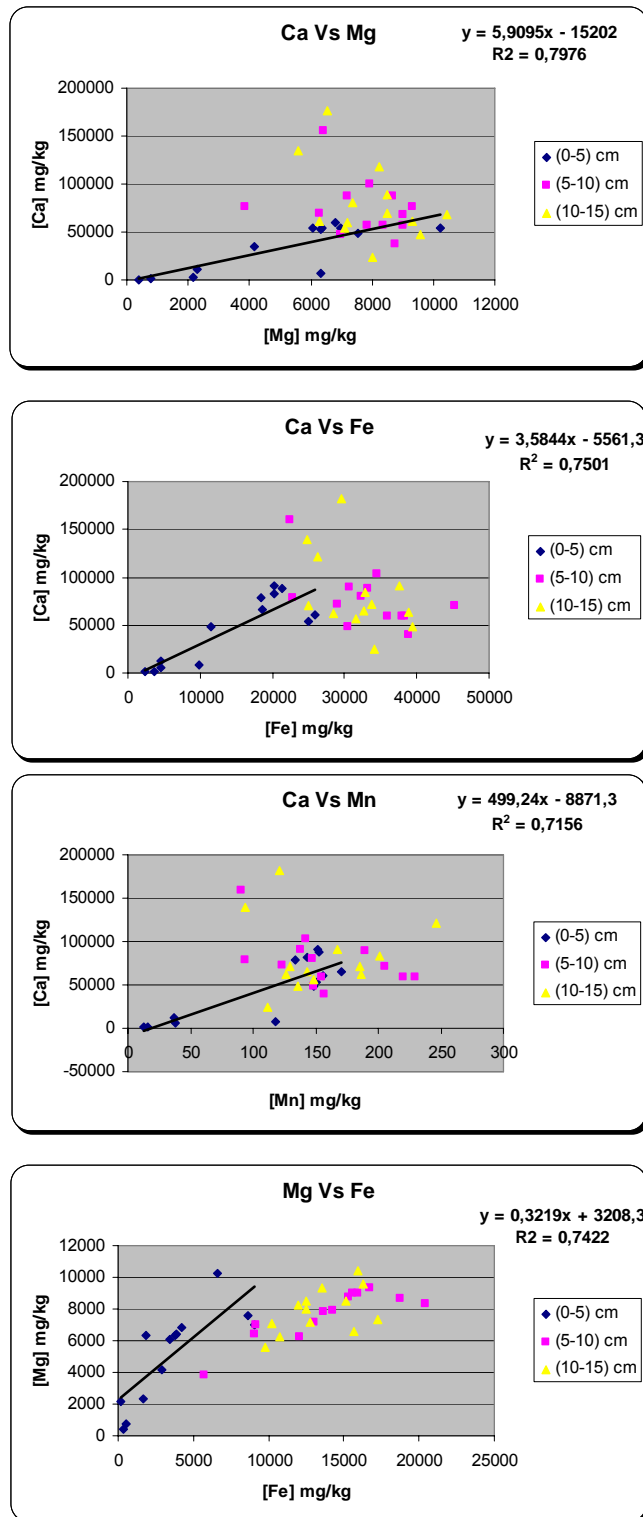 Ca Vs Mg
y = 5,9095x - 15202
R2 = 0,7976
200000
150000
100000
50000
0
0 2000 4000 6000 8000 10000 12000
[Mg] mg/kg
[Ca] mg/kg
(0-5) cm
(5-10) cm
(10-15) cm
Ca Vs Fe
y = 3,5844x - 5561,3
R² = 0,7501
200000
150000
100000
50000
0
0 10000 20000 30000 40000 50000
[Fe] mg/kg
[Ca] mg/kg
(0-5) cm
(5-10) cm
(10-15) cm
Ca Vs Mn
y = 499,24x - 8871,3
R² = 0,7156
200000
150000
100000
50000
0
-50000
0 50 100 150 200 250 300
[Mn] mg/kg
[Ca] mg/kg
(0-5) cm
(5-10) cm
(10-15) cm
Mg Vs Fe
y = 0,3219x + 3208,3
R2 = 0,7422
12000
10000
8000
6000
4000
2000
0
0 5000 10000 15000 20000 25000
[Fe] mg/kg
[Mg] mg/kg
(0-5) cm
(5-10) cm
(10-15) cm